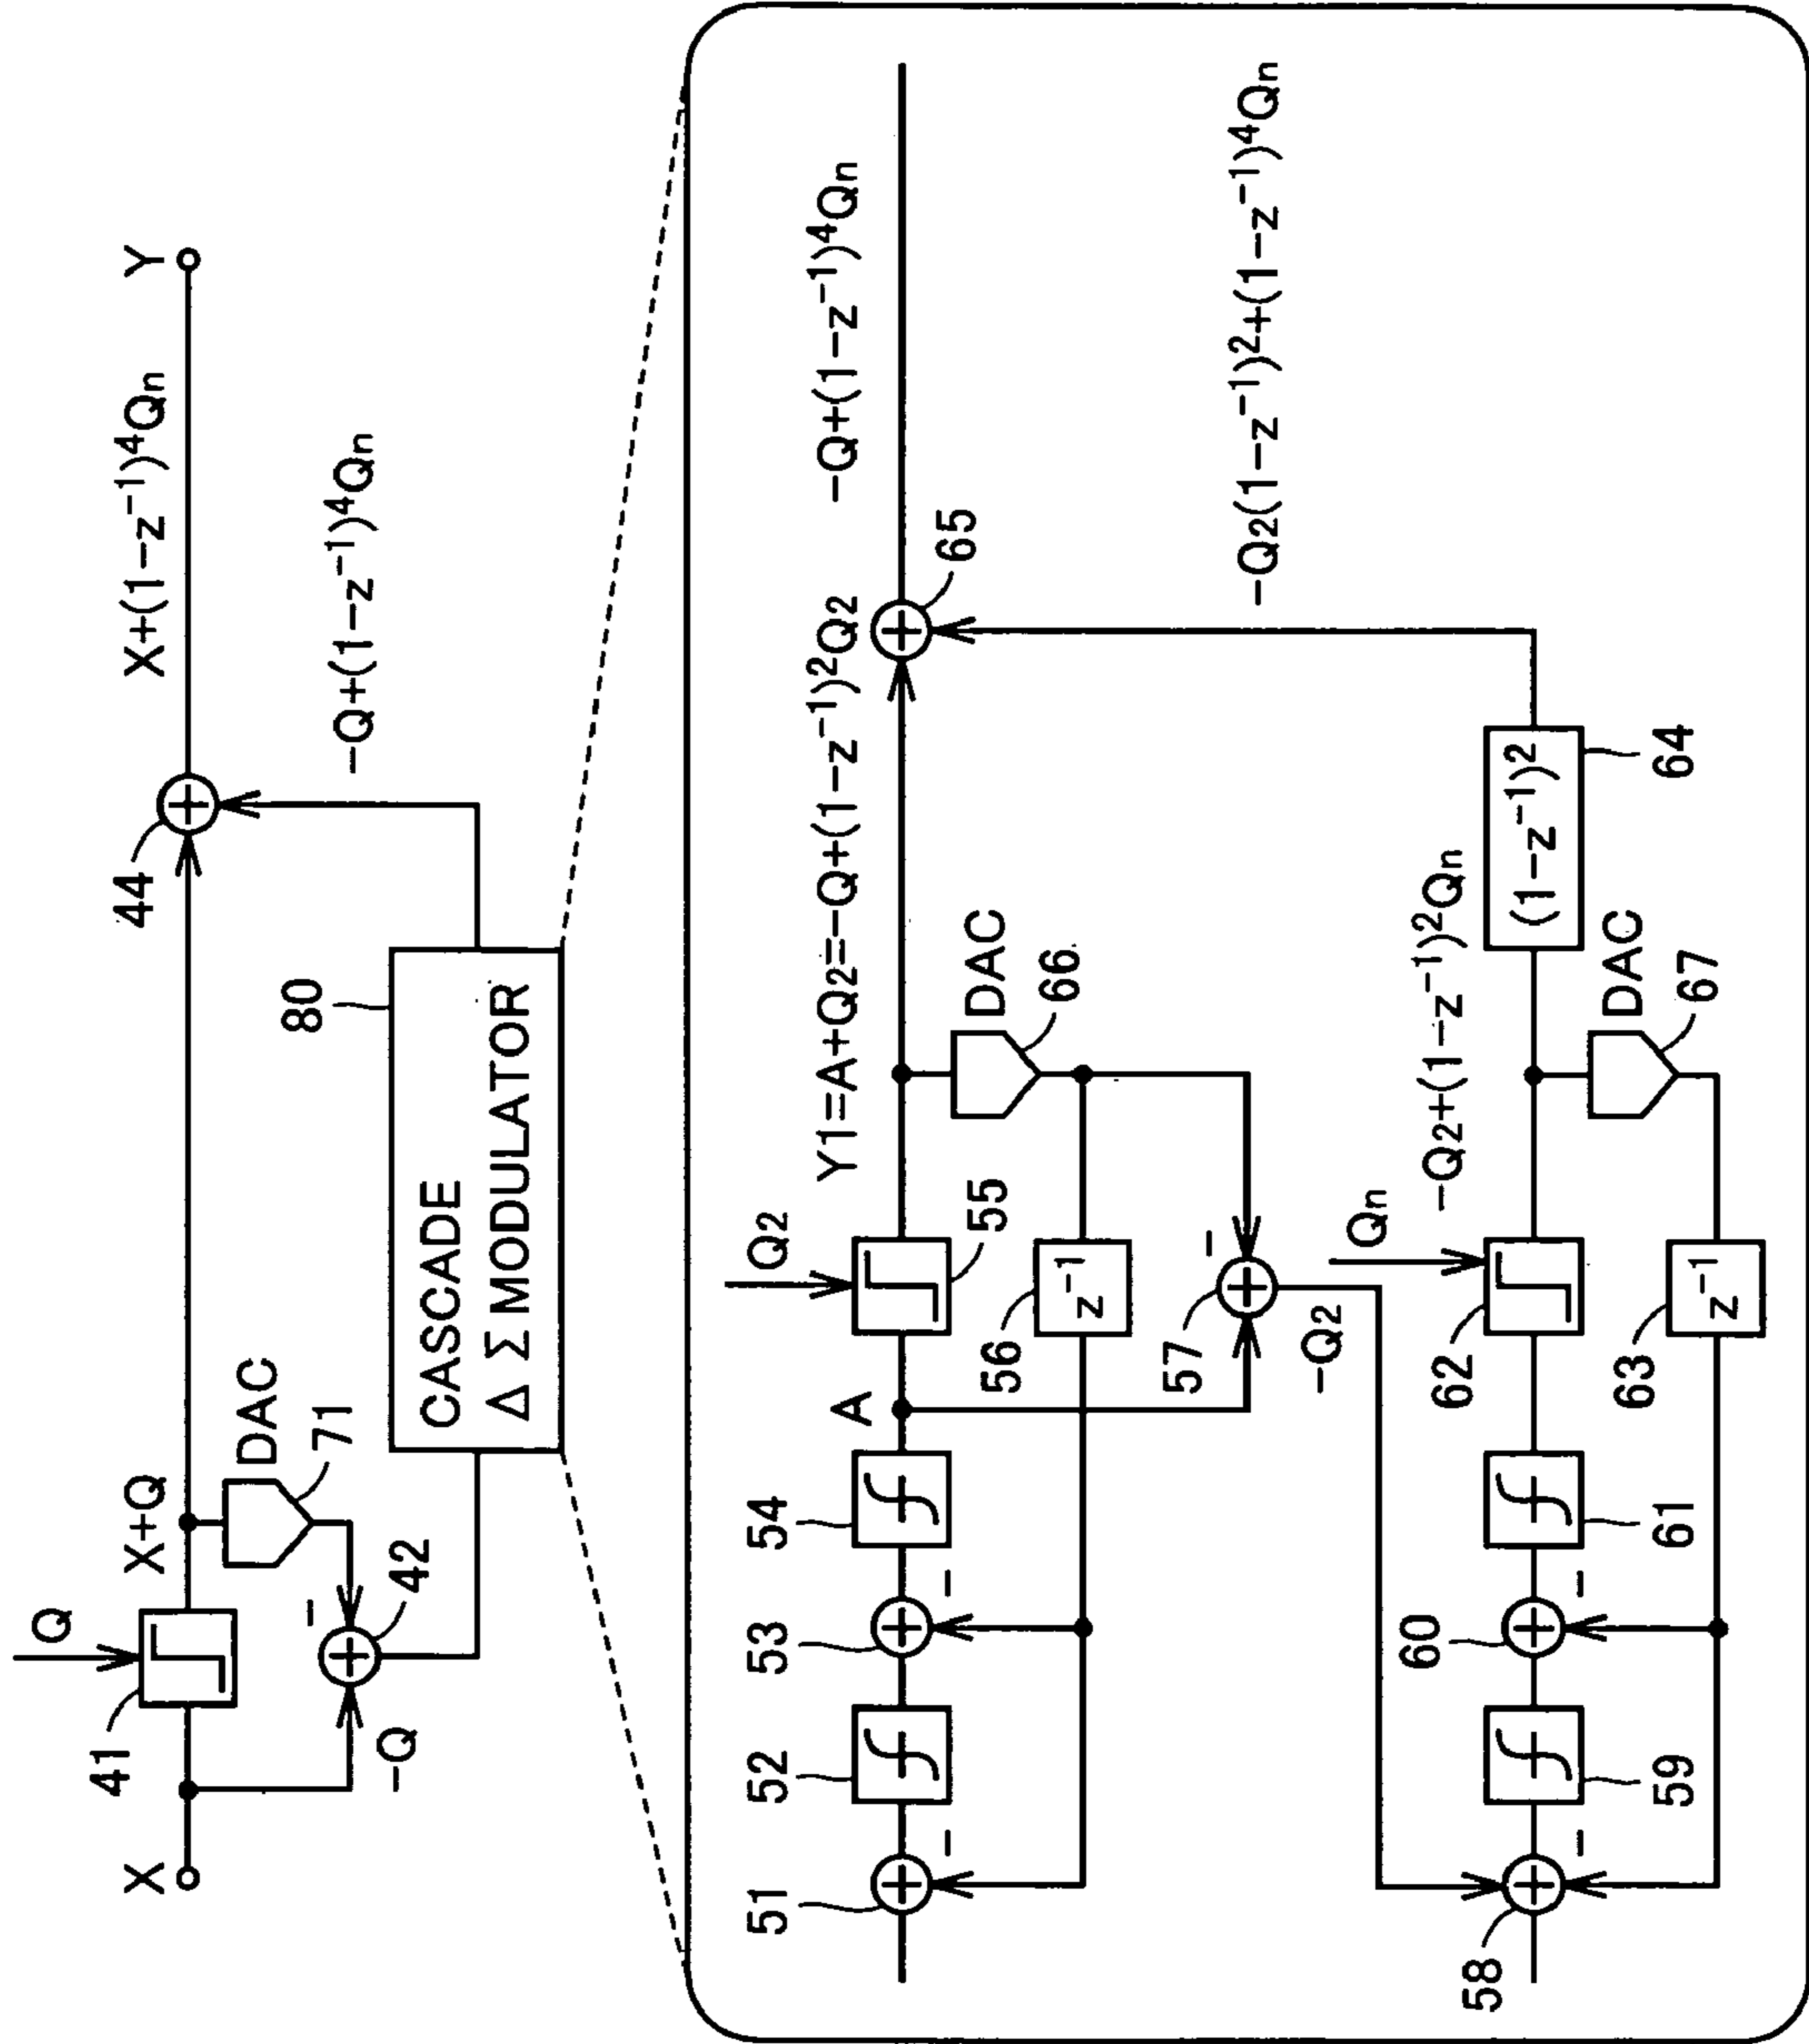 Q
X
X+Q
X+(1−z⁻¹)⁴Qn
Y
41
DAC
44
71
−
42
−Q
−Q+(1−z⁻¹)⁴Qn
80
CASCADE
ΔΣ MODULATOR
Q2
A
Y1=A+Q2=−Q+(1−z⁻¹)²Q2
−Q+(1−z⁻¹)⁴Qn
51
52
53
54
55
65
−
−
DAC
66
56
z⁻¹
57
−
−Q2
−Q2(1−z⁻¹)²+(1−z⁻¹)⁴Qn
Qn
−Q2+(1−z⁻¹)²Qn
58
60
62
(1−z⁻¹)²
−
−
59
61
DAC
64
63
z⁻¹
67